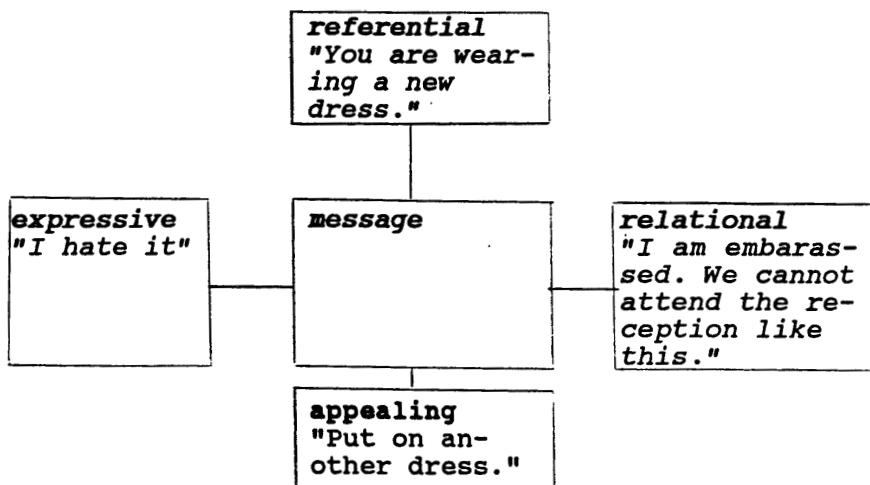 referential
"You are wear-
ing a new
dress."
expressive
"I hate it"
message
relational
"I am embaras-
sed. We cannot
attend the re-
ception like
this."
appealing
"Put on an-
other dress."